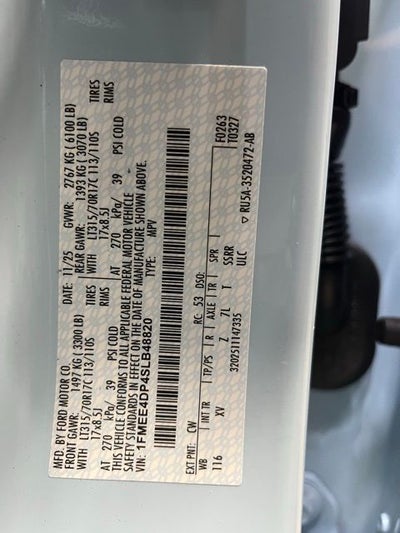 MFD. BY FORD MOTOR CO.
DATE: 11/25 GVWR: 2767 KG ( 6100 LB)
FRONT GAWR: 1497 KG ( 3300 LB) REAR GAWR: 1393 KG ( 3070 LB)
WITH LT315/70R17C 113/110S TIRES WITH LT315/70R17C 113/110S TIRES
17x8.5J RIMS 17x8.5J RIMS
AT 270 kPa/ 39 PSI COLD AT 270 kPa/ 39 PSI COLD
THIS VEHICLE CONFORMS TO ALL APPLICABLE FEDERAL MOTOR VEHICLE
SAFETY STANDARDS IN EFFECT ON THE DATE OF MANUFACTURE SHOWN ABOVE.
VIN: 1FMEE4DP4SLB48820 TYPE: MPV
F0263
T0327
EXT PNT: CW RC: 53 DSO:
WB INT TR TP/PS R AXLE TR SPR
116 XV Z 7L T SSRR
ULC
3202511147335
▽ RU5A-3520472-AB